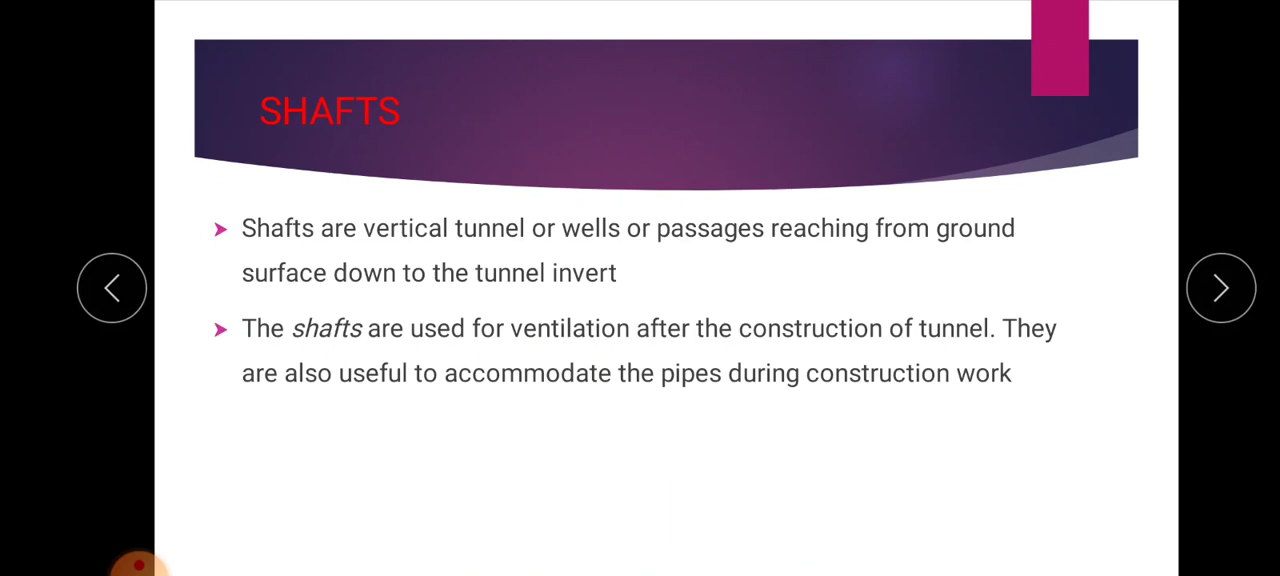 SHAFTS
Shafts are vertical tunnel or wells or passages reaching from ground
surface down to the tunnel invert
The shafts are used for ventilation after the construction of tunnel. They
are also useful to accommodate the pipes during construction work